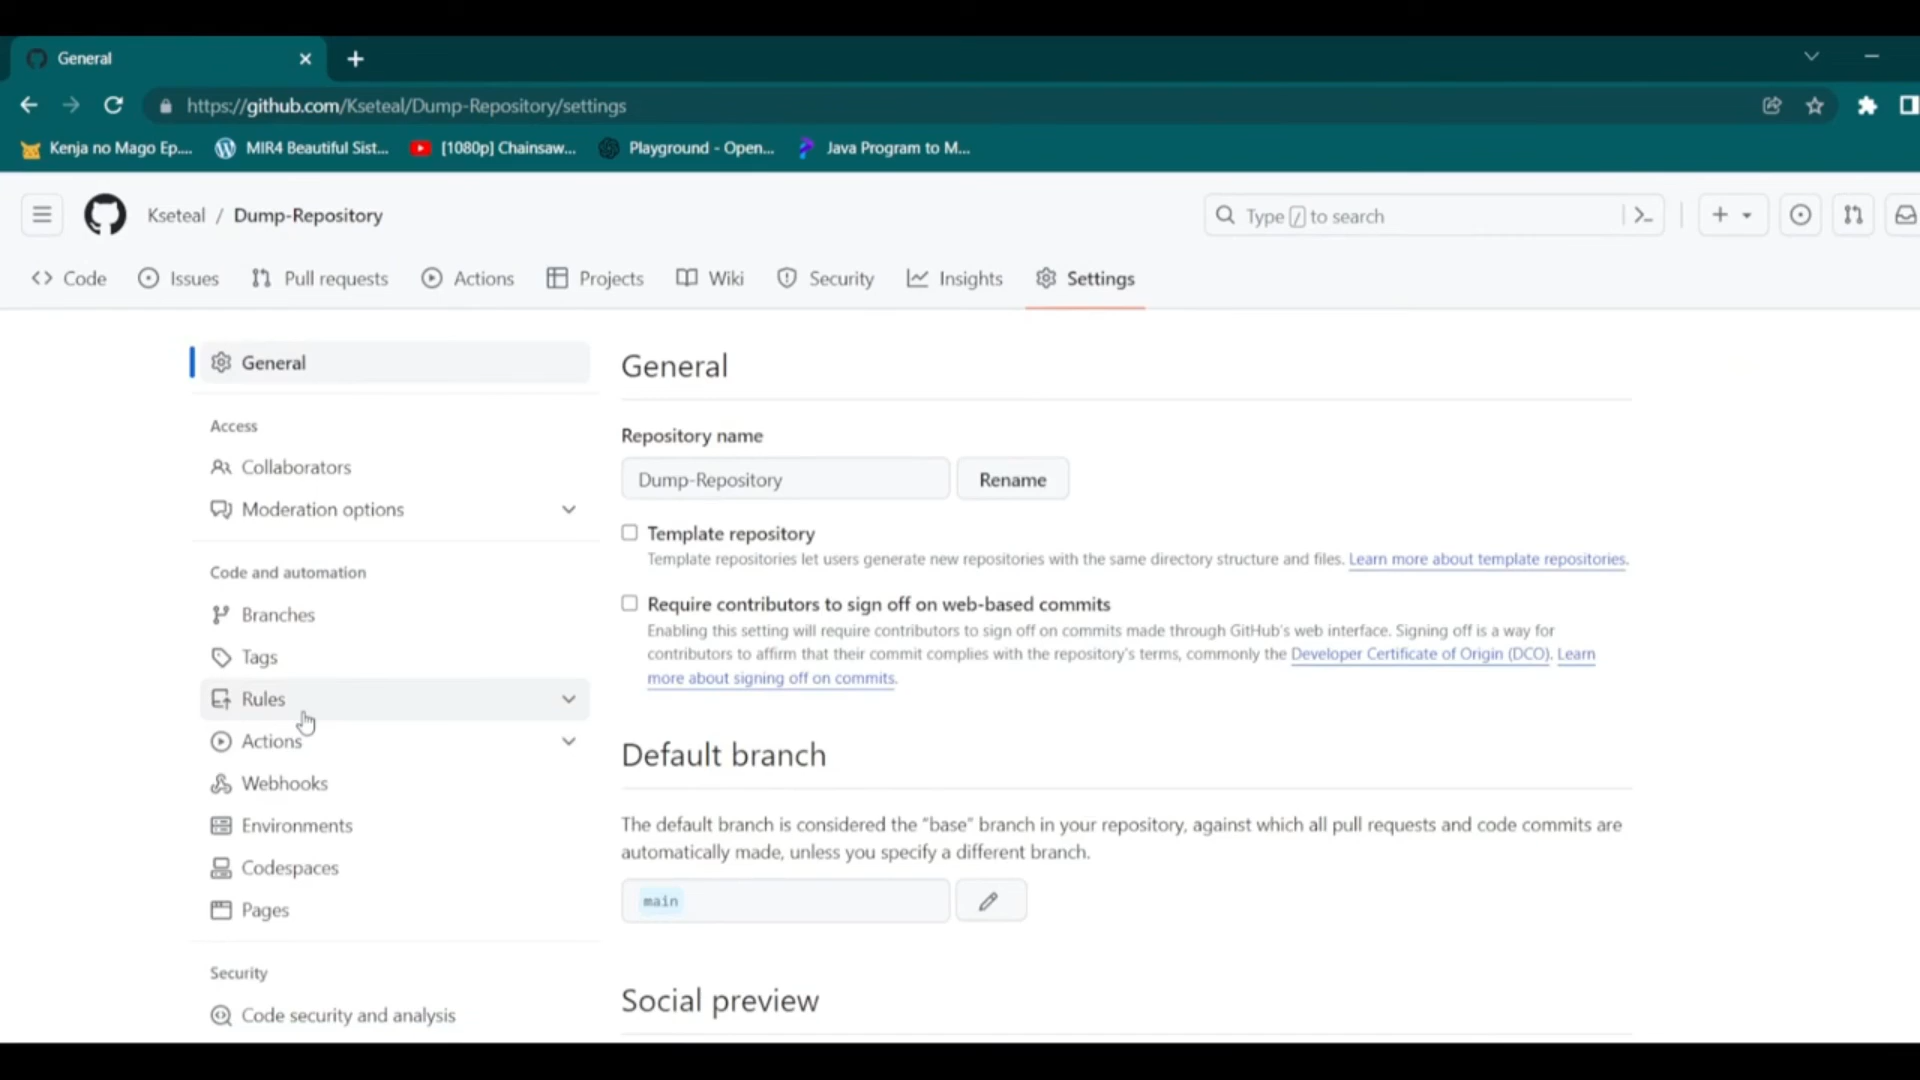 General
https://github.com/Kseteal/Dump-Repository/settings
Kenja no Mago Ep.... MIR4 Beautiful Sist... [1080p] Chainsaw... Playground - Open... Java Program to M...
Kseteal / Dump-Repository
Type / to search
Code Issues Pull requests Actions Projects Wiki Security Insights Settings
General
Access
Collaborators
Moderation options
Code and automation
Branches
Tags
Rules
Actions
Webhooks
Environments
Codespaces
Pages
Security
Code security and analysis
General
Repository name
Dump-Repository Rename
Template repository
Template repositories let users generate new repositories with the same directory structure and files. Learn more about template repositories.
Require contributors to sign off on web-based commits
Enabling this setting will require contributors to sign off on commits made through GitHub's web interface. Signing off is a way for
contributors to affirm that their commit complies with the repository's terms, commonly the Developer Certificate of Origin (DCO). Learn
more about signing off on commits.
Default branch
The default branch is considered the "base" branch in your repository, against which all pull requests and code commits are
automatically made, unless you specify a different branch.
main
Social preview